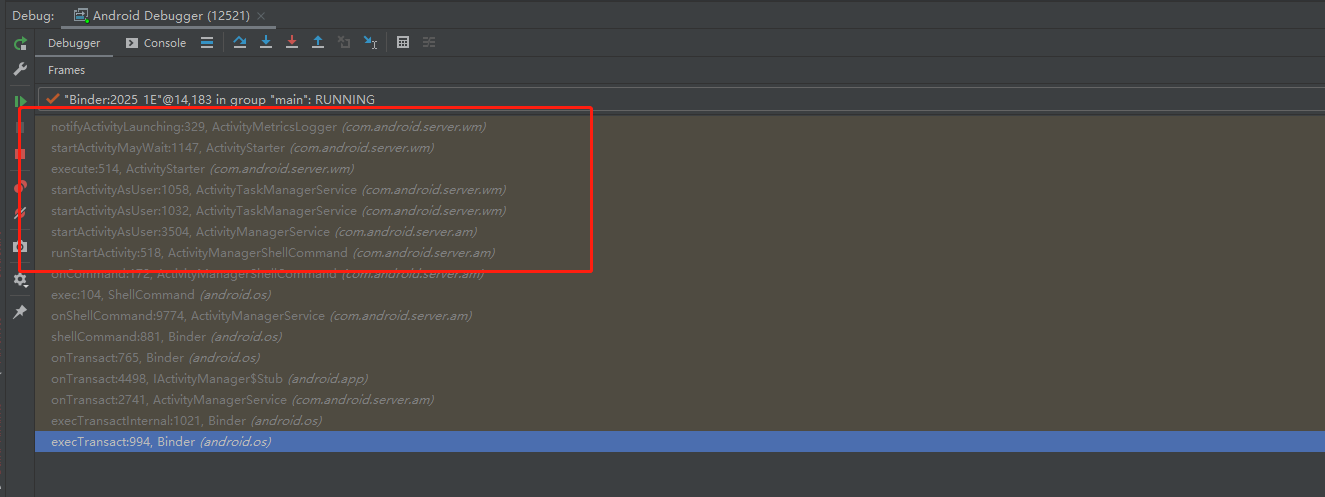 Debug: Android Debugger (12521)
Debugger Console
Frames
"Binder:2025 1E"@14,183 in group "main": RUNNING
notifyActivityLaunching:329, ActivityMetricsLogger (com.android.server.wm)
startActivityMayWait:1147, ActivityStarter (com.android.server.wm)
execute:514, ActivityStarter (com.android.server.wm)
startActivityAsUser:1058, ActivityTaskManagerService (com.android.server.wm)
startActivityAsUser:1032, ActivityTaskManagerService (com.android.server.wm)
startActivityAsUser:3504, ActivityManagerService (com.android.server.am)
runStartActivity:518, ActivityManagerShellCommand (com.android.server.am)
onCommand:172, ActivityManagerShellCommand (com.android.server.am)
exec:104, ShellCommand (android.os)
onShellCommand:9774, ActivityManagerService (com.android.server.am)
shellCommand:881, Binder (android.os)
onTransact:765, Binder (android.os)
onTransact:4498, IActivityManager$Stub (android.app)
onTransact:2741, ActivityManagerService (com.android.server.am)
execTransactInternal:1021, Binder (android.os)
execTransact:994, Binder (android.os)